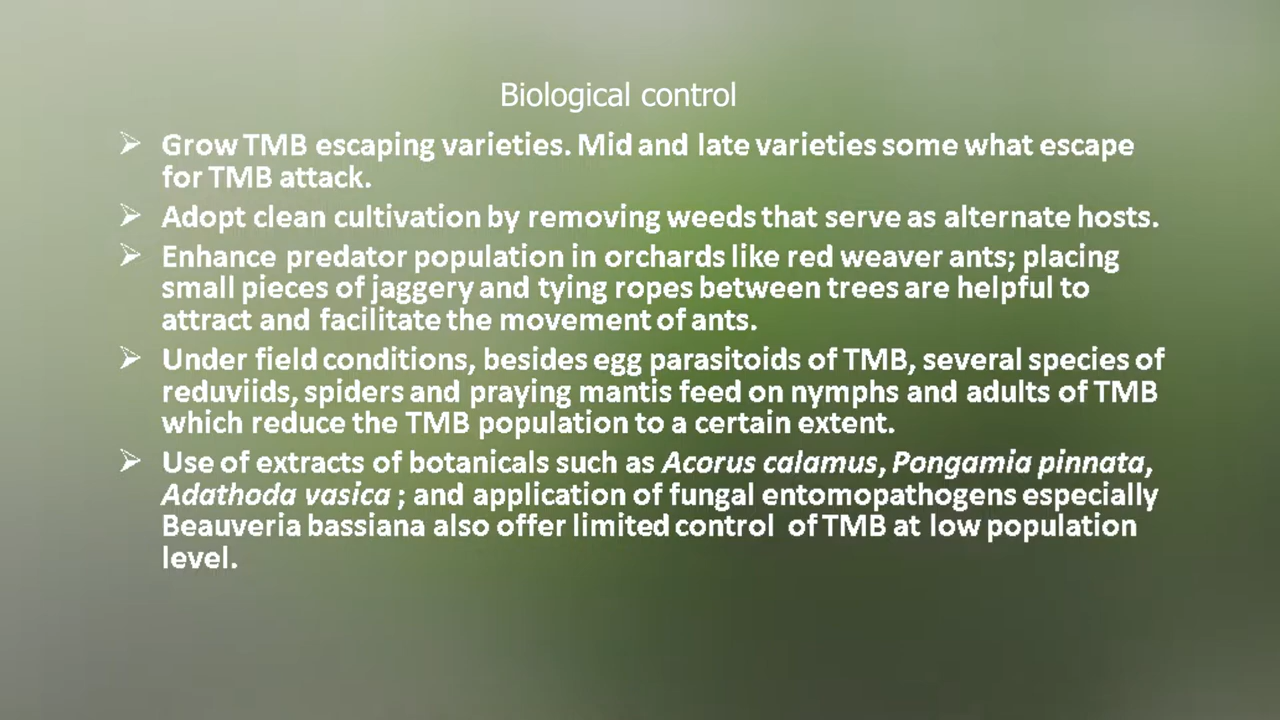 Biological control
➢ Grow TMB escaping varieties. Mid and late varieties some what escape
for TMB attack.
➢ Adopt clean cultivation by removing weeds that serve as alternate hosts.
➢ Enhance predator population in orchards like red weaver ants; placing
small pieces of jaggery and tying ropes between trees are helpful to
attract and facilitate the movement of ants.
➢ Under field conditions, besides egg parasitoids of TMB, several species of
reduviids, spiders and praying mantis feed on nymphs and adults of TMB
which reduce the TMB population to a certain extent.
➢ Use of extracts of botanicals such as Acorus calamus, Pongamia pinnata,
Adathoda vasica ; and application of fungal entomopathogens especially
Beauveria bassiana also offer limited control of TMB at low population
level.